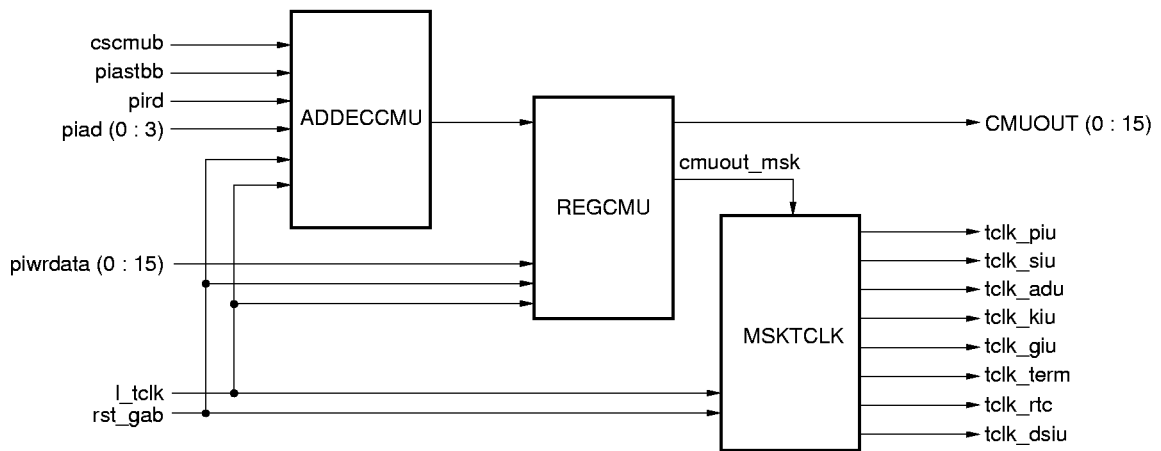 cscmub
piastbb
pird
piad (0 : 3)
ADDECCMU
CMUOUT (0 : 15)
cmuout_msk
REGCMU
piwrdata (0 : 15)
tclk_piu
tclk_siu
tclk_adu
tclk_kiu
MSKTCLK
tclk_giu
tclk_term
I_tclk
tclk_rtc
rst_gab
tclk_dsiu